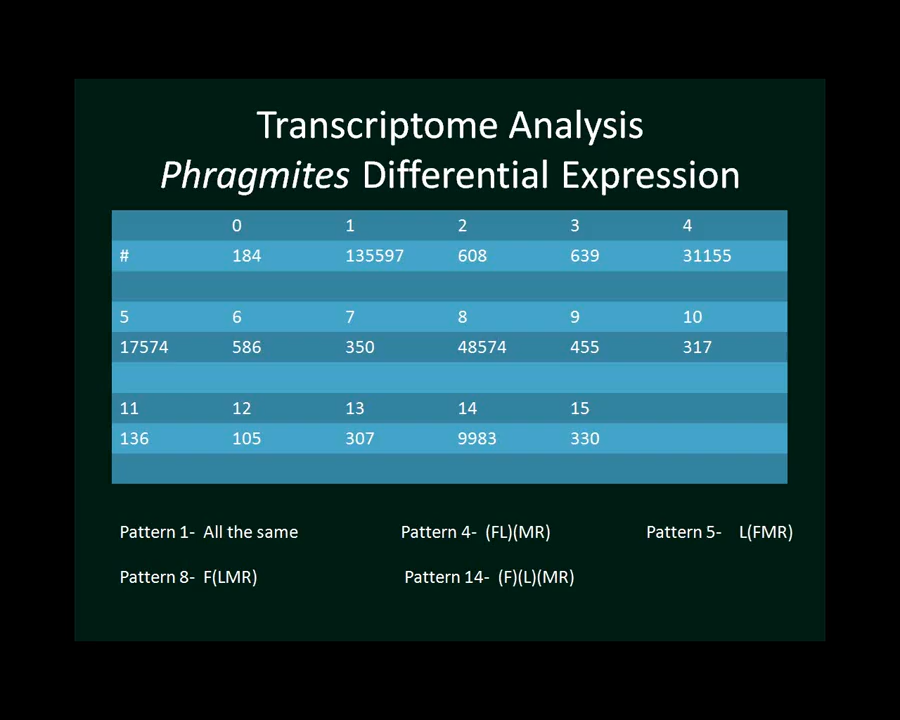 Transcriptome Analysis
Phragmites Differential Expression
0 1 2 3 4
# 184 135597 608 639 31155
5 6 7 8 9 10
17574 586 350 48574 455 317
11 12 13 14 15
136 105 307 9983 330
Pattern 1- All the same Pattern 4- (FL)(MR) Pattern 5- L(FMR)
Pattern 8- F(LMR) Pattern 14- (F)(L)(MR)